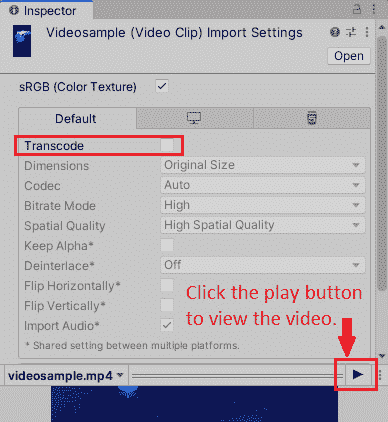 Inspector
Videosample (Video Clip) Import Settings
Open
sRGB (Color Texture)
Default
Transcode
Dimensions Original Size
Codec Auto
Bitrate Mode High
Spatial Quality High Spatial Quality
Keep Alpha*
Deinterlace* Off
Flip Horizontally*
Flip Vertically*
Import Audio*
Click the play button
to view the video.
* Shared setting between multiple platforms.
videosample.mp4